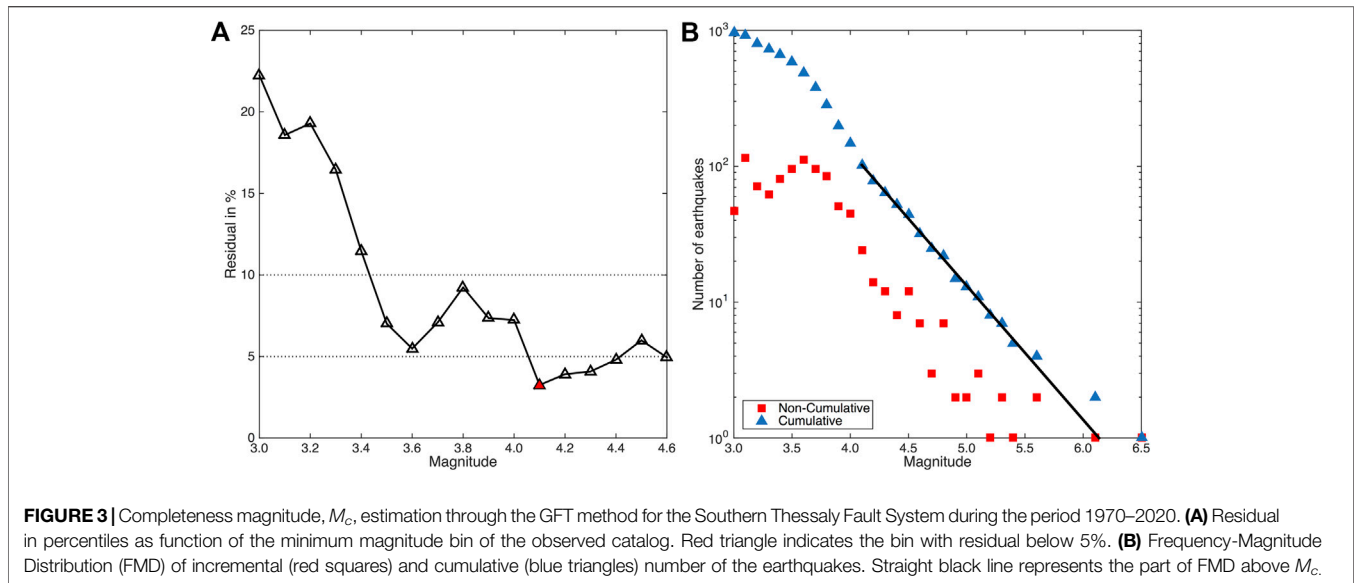 A
25
20
15
10
5
0
Residual in %
3.0 3.2 3.4 3.6 3.8 4.0 4.2 4.4 4.6
Magnitude
B
10³
10²
10¹
10⁰
Number of earthquakes
Non-Cumulative
Cumulative
3.0 3.5 4.0 4.5 5.0 5.5 6.0 6.5
Magnitude
FIGURE 3 | Completeness magnitude, Mc, estimation through the GFT method for the Southern Thessaly Fault System during the period 1970–2020. (A) Residual
in percentiles as function of the minimum magnitude bin of the observed catalog. Red triangle indicates the bin with residual below 5%. (B) Frequency-Magnitude
Distribution (FMD) of incremental (red squares) and cumulative (blue triangles) number of the earthquakes. Straight black line represents the part of FMD above Mc.